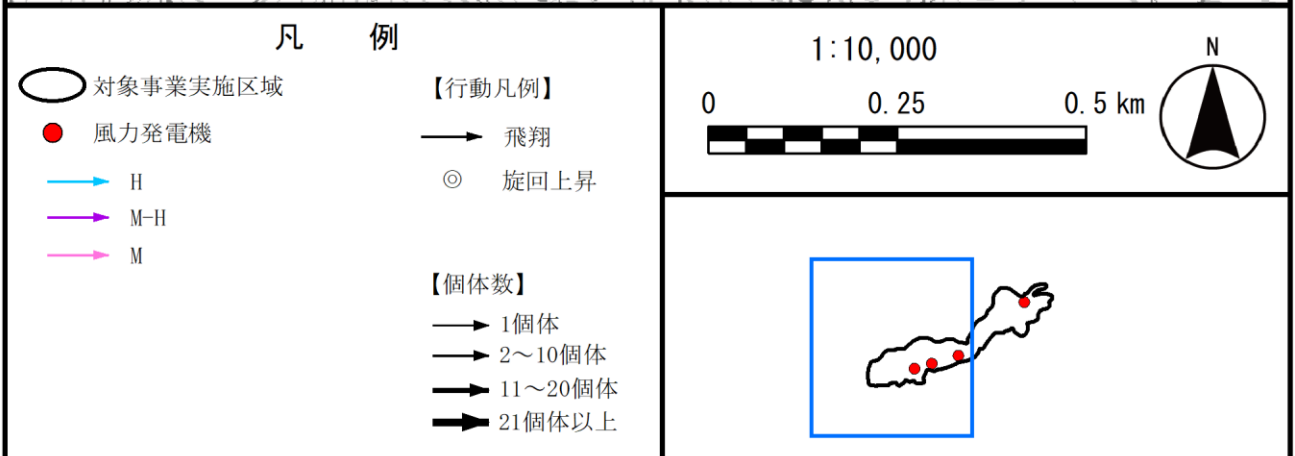 凡　例
対象事業実施区域
風力発電機
H
M-H
M
【行動凡例】
飛翔
◎ 旋回上昇
【個体数】
1個体
2～10個体
11～20個体
21個体以上
1:10,000
0 0.25 0.5 km
N